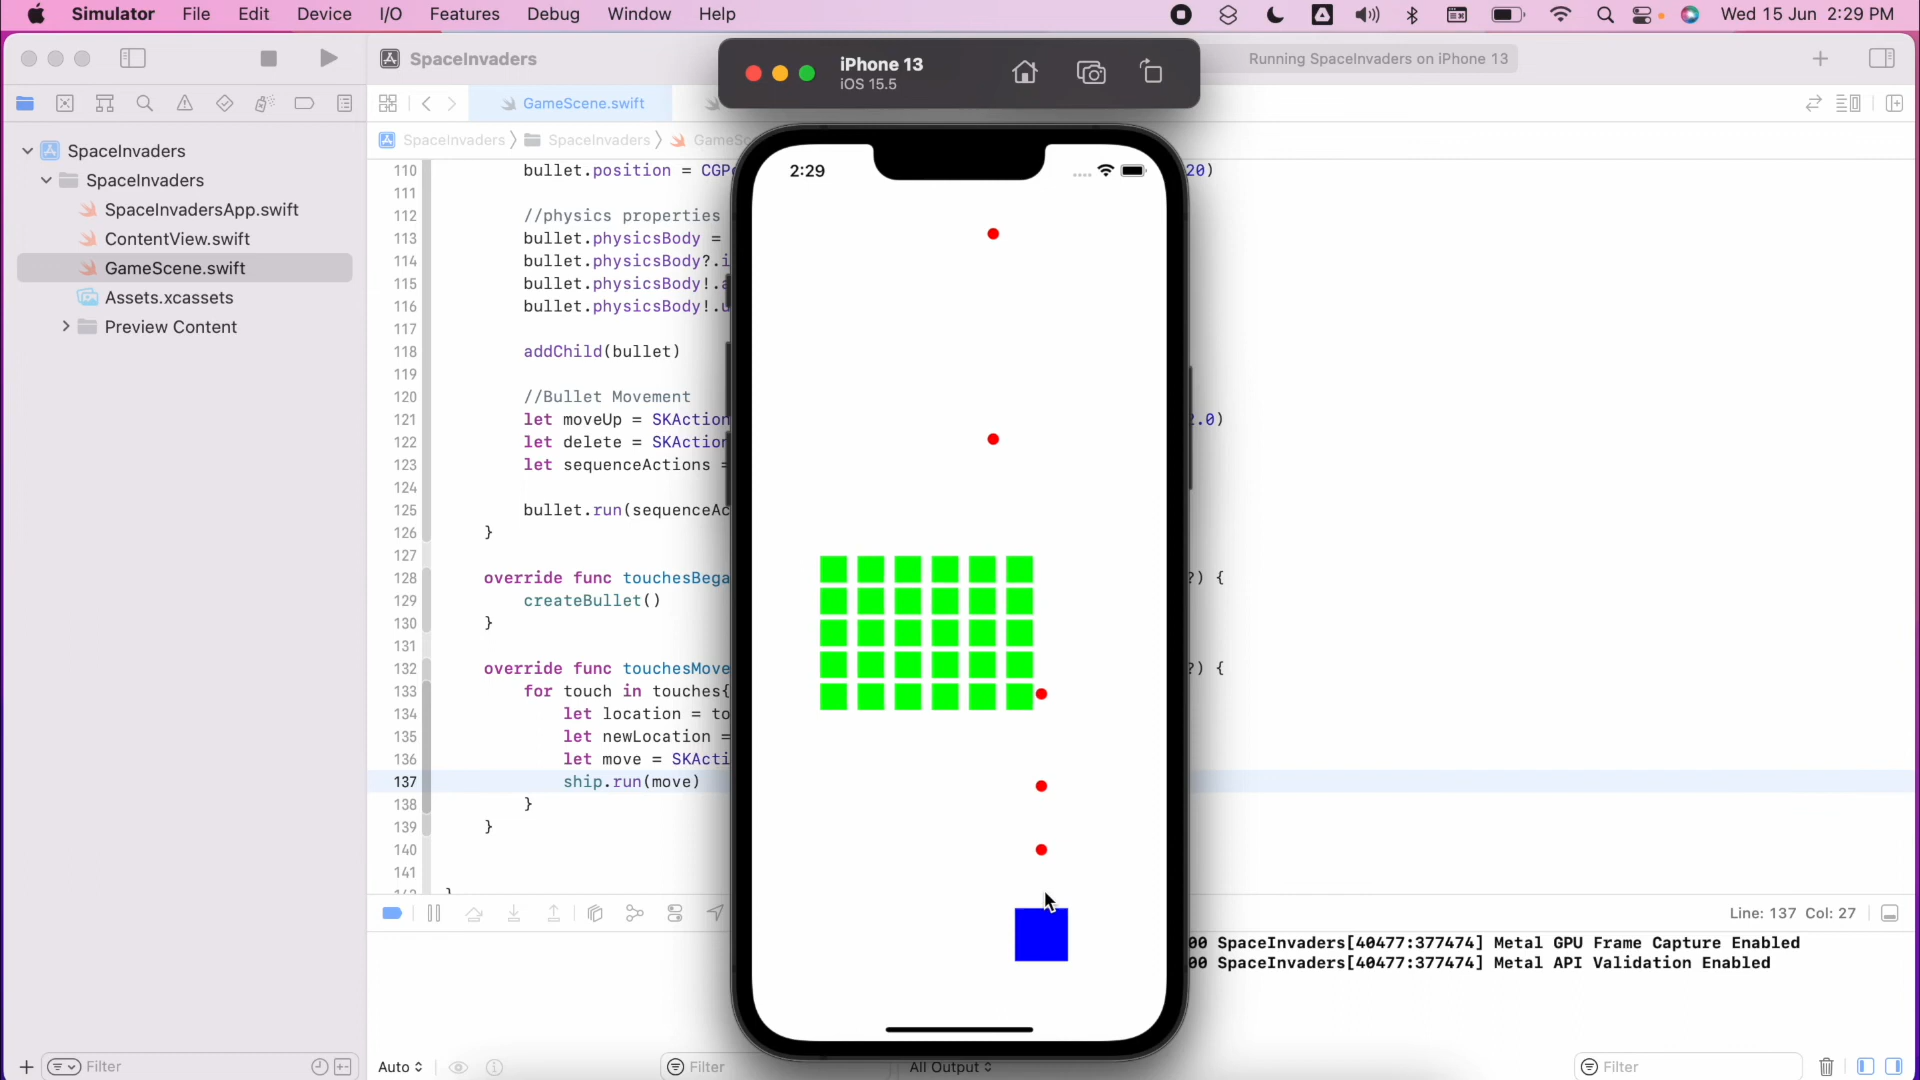 Simulator File Edit Device I/O Features Debug Window Help
Wed 15 Jun 2:29 PM
SpaceInvaders
Running SpaceInvaders on iPhone 13
iPhone 13
iOS 15.5
GameScene.swift
SpaceInvaders
SpaceInvaders
SpaceInvadersApp.swift
ContentView.swift
GameScene.swift
Assets.xcassets
Preview Content
SpaceInvaders SpaceInvaders
2:29
110 bullet.position = 20)
111
112 //physics properties
113 bullet.physicsBody =
114 bullet.physicsBody?.i
115 bullet.physicsBody!.
116 bullet.physicsBody!.
117
118 addChild(bullet)
119
120 //Bullet Movement
121 let moveUp = SKAction .0)
122 let delete = SKAction
123 let sequenceActions
124
125 bullet.run(sequenceAc
126 }
127
128 override func touchesBega ?) {
129 createBullet()
130 }
131
132 override func touchesMove ?) {
133 for touch in touches{
134 let location = to
135 let newLocation =
136 let move = SKActi
137 ship.run(move)
138 }
139 }
140
141
Line: 137 Col: 27
00 SpaceInvaders[40477:377474] Metal GPU Frame Capture Enabled
00 SpaceInvaders[40477:377474] Metal API Validation Enabled
Filter
Auto
Filter
All Output
Filter